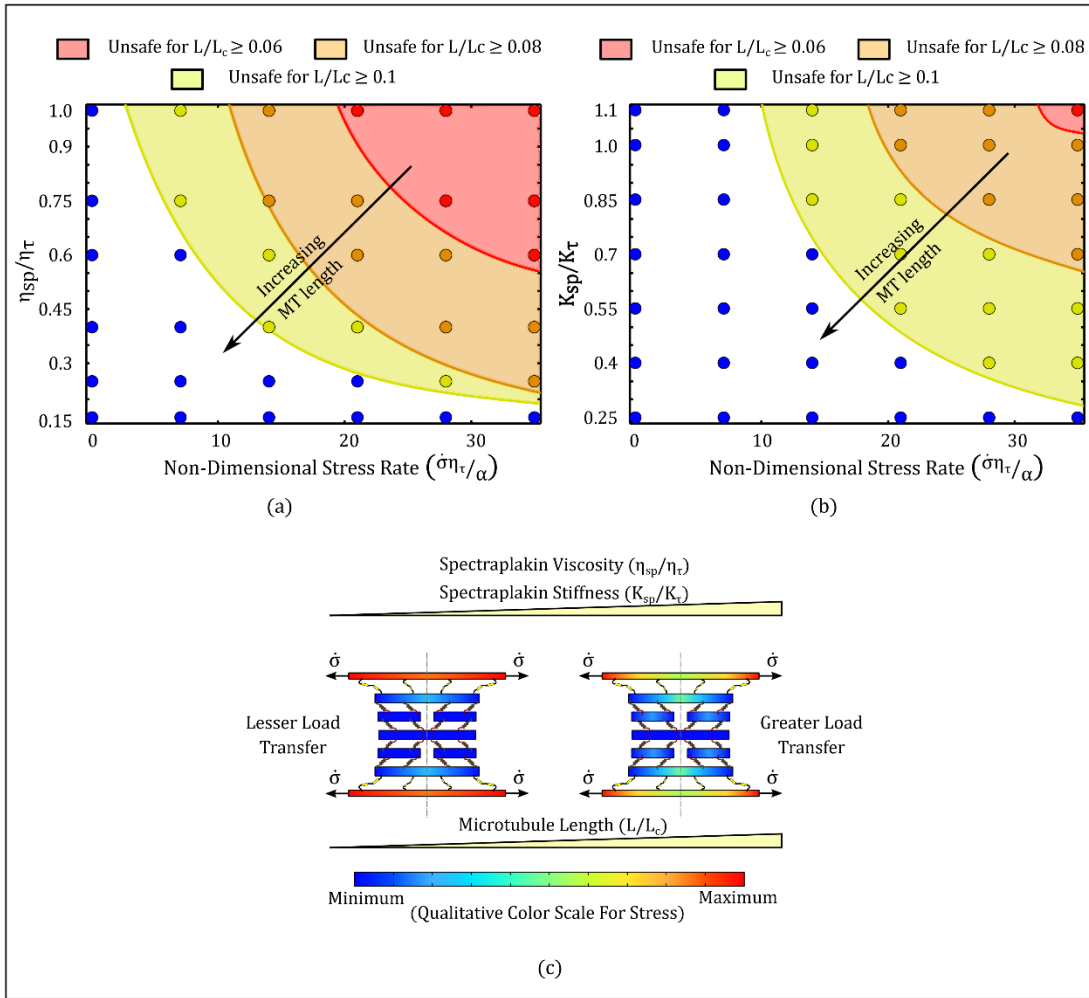 Unsafe for L/Lc ≥ 0.06
Unsafe for L/Lc ≥ 0.08
Unsafe for L/Lc ≥ 0.1
1.0
0.9
0.75
0.6
0.45
0.3
0.15
ηsp/ητ
Increasing
MT length
0 10 20 30
Non-Dimensional Stress Rate (σ̇ητ/α)
(a)
Unsafe for L/Lc ≥ 0.06
Unsafe for L/Lc ≥ 0.08
Unsafe for L/Lc ≥ 0.1
1.1
1.0
0.85
0.7
0.55
0.4
0.25
Ksp/Kτ
Increasing
MT length
0 10 20 30
Non-Dimensional Stress Rate (σ̇ητ/α)
(b)
Spectraplakin Viscosity (ηsp/ητ)
Spectraplakin Stiffness (Ksp/Kτ)
σ̇ σ̇ σ̇ σ̇
Lesser Load
Transfer
Greater Load
Transfer
σ̇ σ̇ σ̇ σ̇
Microtubule Length (L/Lc)
Minimum Maximum
(Qualitative Color Scale For Stress)
(c)